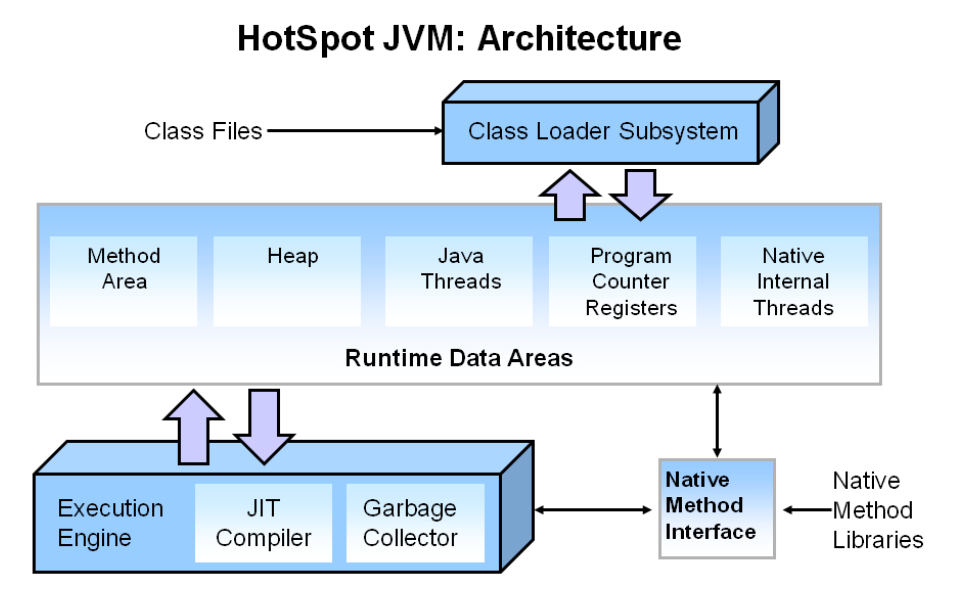 HotSpot JVM: Architecture
Class Files
Class Loader Subsystem
Method
Area
Heap
Java
Threads
Program
Counter
Registers
Native
Internal
Threads
Runtime Data Areas
Execution
Engine
JIT
Compiler
Garbage
Collector
Native
Method
Interface
Native
Method
Libraries